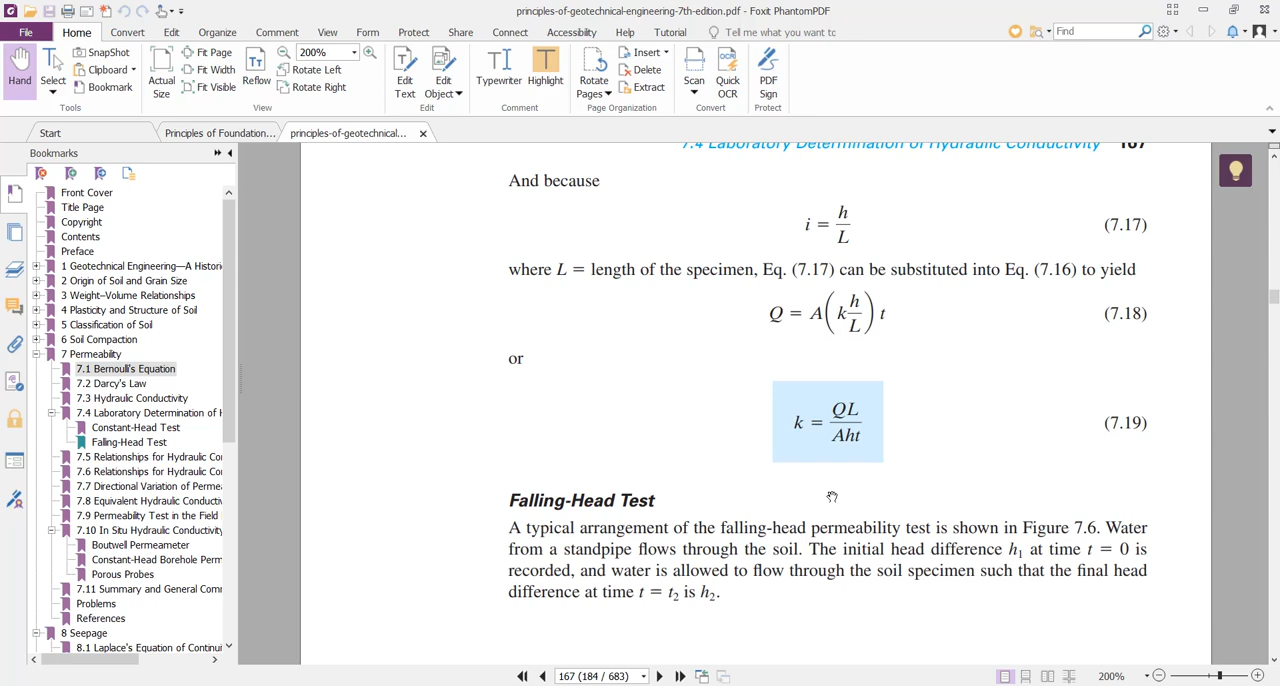 principles-of-geotechnical-engineering-7th-edition.pdf - Foxit PhantomPDF
File Home Convert Edit Organize Comment View Form Protect Share Connect Accessibility Help Tutorial Tell me what you want to Find
Hand
Select
SnapShot
Clipboard
Bookmark
Tools
Actual Size
Fit Page
Fit Width
Fit Visible
Reflow
200%
Rotate Left
Rotate Right
View
Edit Text
Edit Object
Edit
Typewriter
Highlight
Comment
Rotate Pages
Insert
Delete
Extract
Page Organization
Scan
Quick OCR
Convert
PDF Sign
Protect
Start Principles of Foundation... principles-of-geotechnical...
Bookmarks
Front Cover
Title Page
Copyright
Contents
Preface
1 Geotechnical Engineering—A Histori
2 Origin of Soil and Grain Size
3 Weight–Volume Relationships
4 Plasticity and Structure of Soil
5 Classification of Soil
6 Soil Compaction
7 Permeability
7.1 Bernoulli's Equation
7.2 Darcy's Law
7.3 Hydraulic Conductivity
7.4 Laboratory Determination of H
Constant-Head Test
Falling-Head Test
7.5 Relationships for Hydraulic Co
7.6 Relationships for Hydraulic Co
7.7 Directional Variation of Perme
7.8 Equivalent Hydraulic Conducti
7.9 Permeability Test in the Field
7.10 In Situ Hydraulic Conductivity
Boutwell Permeameter
Constant-Head Borehole Perm
Porous Probes
7.11 Summary and General Comm
Problems
References
8 Seepage
8.1 Laplace's Equation of Continui
7.4 Laboratory Determination of Hydraulic Conductivity 167
And because
i = h/L (7.17)
where L = length of the specimen, Eq. (7.17) can be substituted into Eq. (7.16) to yield
Q = A(k h/L) t (7.18)
or
k = QL/Aht (7.19)
Falling-Head Test
A typical arrangement of the falling-head permeability test is shown in Figure 7.6. Water
from a standpipe flows through the soil. The initial head difference h₁ at time t = 0 is
recorded, and water is allowed to flow through the soil specimen such that the final head
difference at time t = t₂ is h₂.
167 (184 / 683) 200%